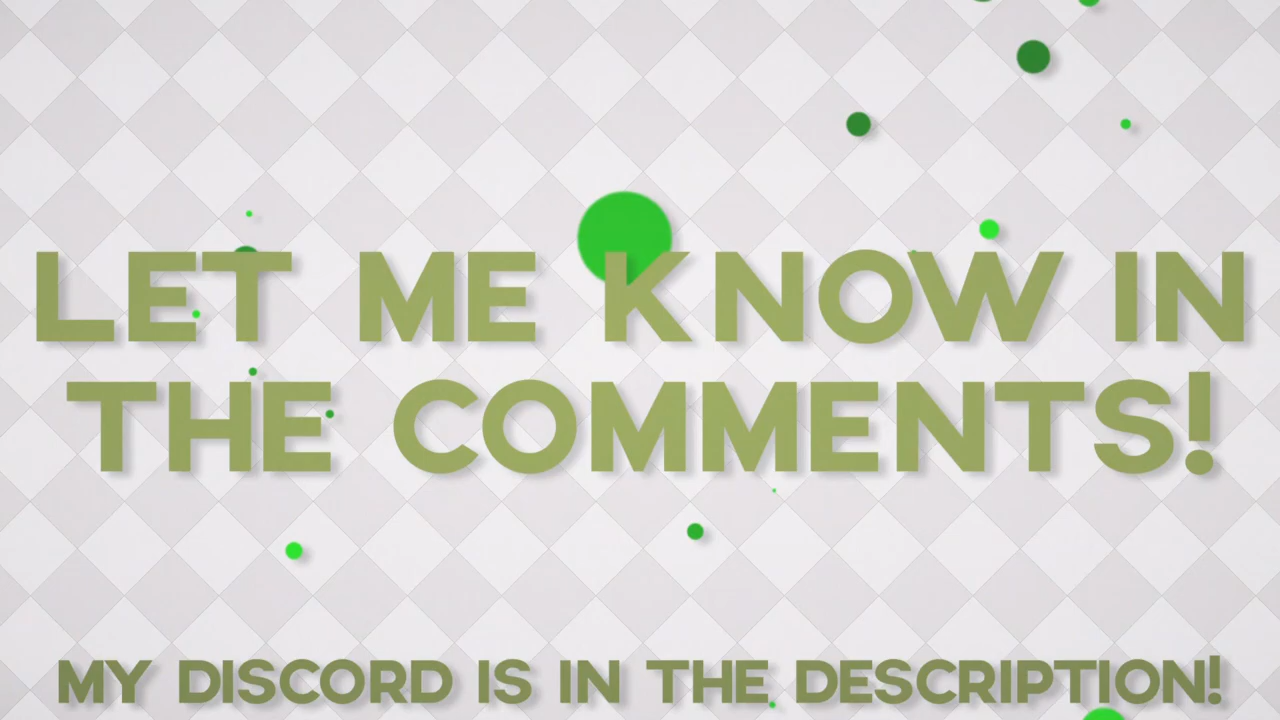 LET ME KNOW IN
THE COMMENTS!
MY DISCORD IS IN THE DESCRIPTION!